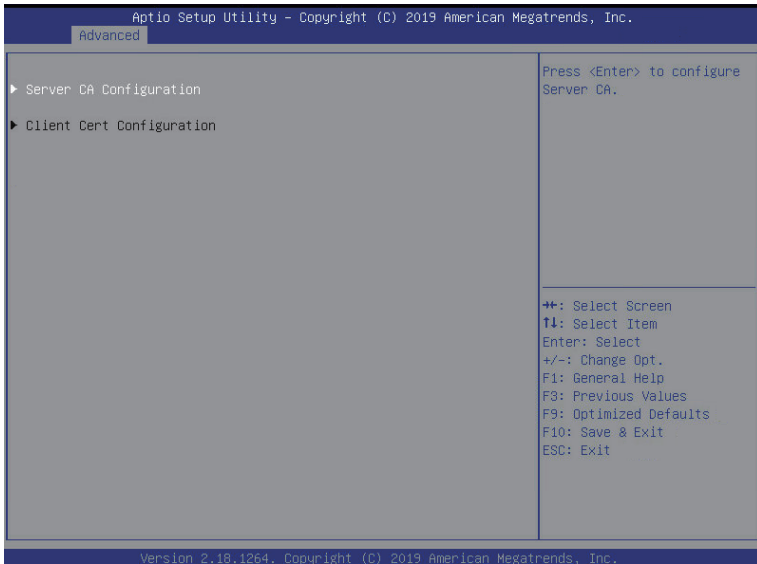 Aptio Setup Utility – Copyright (C) 2019 American Megatrends, Inc.
Advanced
▶ Server CA Configuration
▶ Client Cert Configuration
Press <Enter> to configure
Server CA.
→←: Select Screen
↑↓: Select Item
Enter: Select
+/-: Change Opt.
F1: General Help
F3: Previous Values
F9: Optimized Defaults
F10: Save & Exit
ESC: Exit
Version 2.18.1264. Copyright (C) 2019 American Megatrends, Inc.